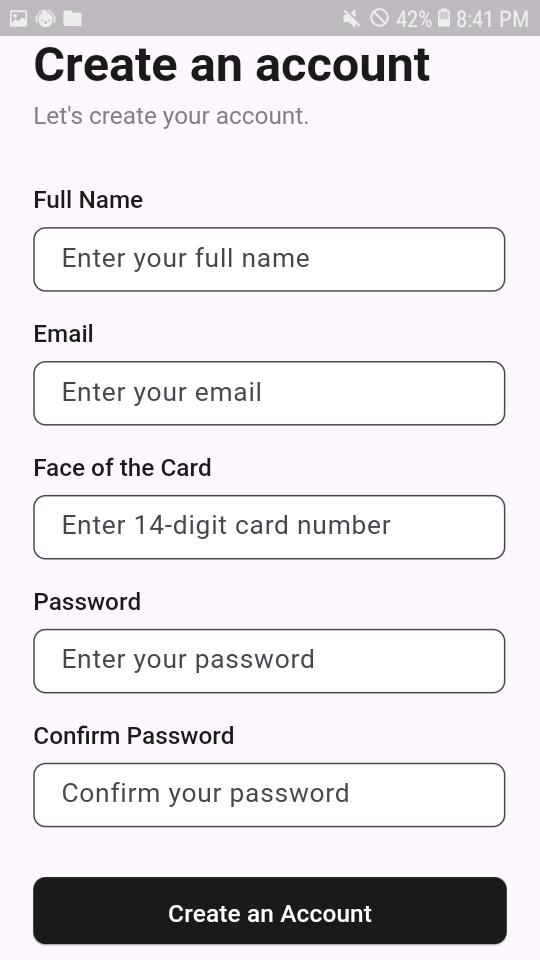 42% 8:41 PM
Create an account
Let's create your account.
Full Name
Enter your full name
Email
Enter your email
Face of the Card
Enter 14-digit card number
Password
Enter your password
Confirm Password
Confirm your password
Create an Account